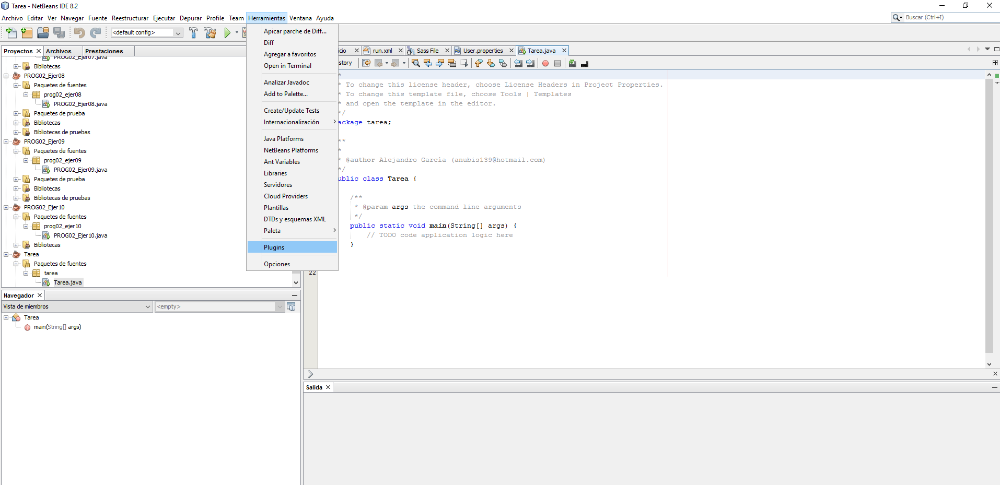 Tarea - NetBeans IDE 8.2
Archivo Editar Ver Navegar Fuente Reestructurar Ejecutar Depurar Profile Team Herramientas Ventana Ayuda
Buscar (Ctrl+I)
<default config>
Apicar parche de Diff...
Diff
Agregar a favoritos
Open in Terminal
Analizar Javadoc
Add to Palette...
Create/Update Tests
Internacionalización
Java Platforms
NetBeans Platforms
Ant Variables
Libraries
Servidores
Cloud Providers
Plantillas
DTDs y esquemas XML
Paleta
Plugins
Opciones
Proyectos Archivos Prestaciones
PROG02_Ejer07.java
Bibliotecas
PROG02_Ejer08
Paquetes de fuentes
prog02_ejer08
PROG02_Ejer08.java
Paquetes de prueba
Bibliotecas
Bibliotecas de pruebas
PROG02_Ejer09
Paquetes de fuentes
prog02_ejer09
PROG02_Ejer09.java
Paquetes de prueba
Bibliotecas
Bibliotecas de pruebas
PROG02_Ejer10
Paquetes de fuentes
prog02_ejer10
PROG02_Ejer10.java
Bibliotecas
Tarea
Paquetes de fuentes
tarea
Tarea.java
Navegador
Vista de miembros <empty>
Tarea
main(String[] args)
icio run.xml Sass File User.properties Tarea.java
story
*
* To change this license header, choose License Headers in Project Properties.
* To change this template file, choose Tools | Templates
* and open the template in the editor.
*/
ackage tarea;
**
*
* @author Alejandro García (anubis139@hotmail.com)
*/
ublic class Tarea {
/**
* @param args the command line arguments
*/
public static void main(String[] args) {
// TODO code application logic here
}
22
Salida